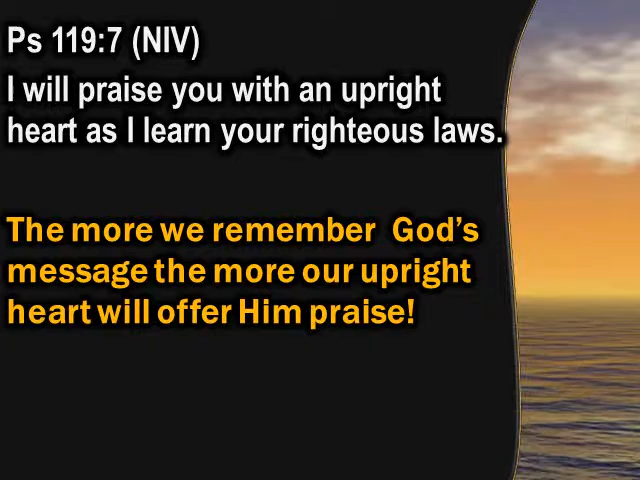 Ps 119:7 (NIV)
I will praise you with an upright
heart as I learn your righteous laws.
The more we remember God’s
message the more our upright
heart will offer Him praise!